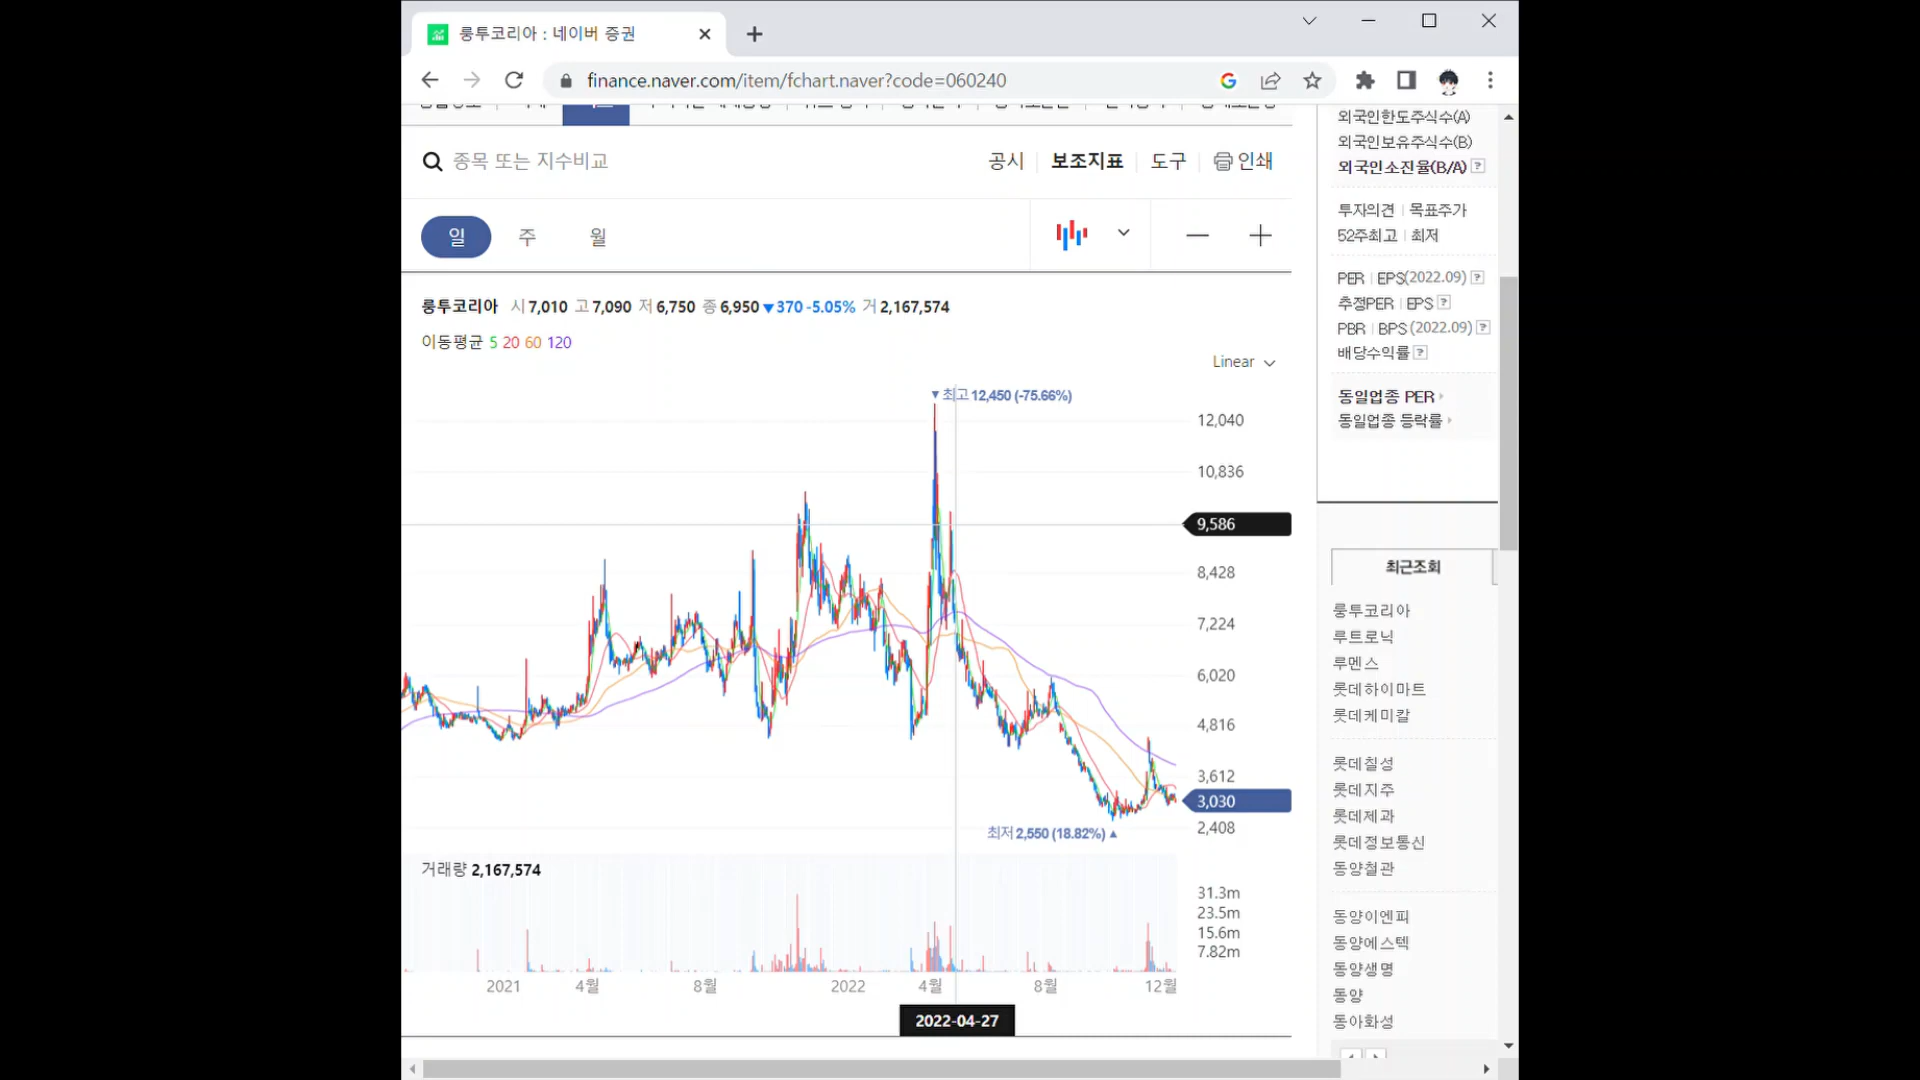 룽투코리아 : 네이버 증권
finance.naver.com/item/fchart.naver?code=060240
종목 또는 지수비교
공시
보조지표
도구
인쇄
일
주
월
룽투코리아 시 7,010 고 7,090 저 6,750 종 6,950 ▼370 -5.05% 거 2,167,574
이동평균 5 20 60 120
Linear
▼최고 12,450 (-75.66%)
12,040
10,836
9,586
8,428
7,224
6,020
4,816
3,612
3,030
2,408
최저 2,550 (18.82%) ▲
거래량 2,167,574
31.3m
23.5m
15.6m
7.82m
2021 4월 8월 2022 4월 8월 12월
2022-04-27
외국인한도주식수(A)
외국인보유주식수(B)
외국인소진율(B/A) ?
투자의견 | 목표주가
52주최고 | 최저
PER | EPS(2022.09) ?
추정PER | EPS ?
PBR | BPS (2022.09) ?
배당수익률 ?
동일업종 PER
동일업종 등락률
최근조회
룽투코리아
루트로닉
루멘스
롯데하이마트
롯데케미칼
롯데칠성
롯데지주
롯데제과
롯데정보통신
동양철관
동양이엔피
동양에스텍
동양생명
동양
동아화성